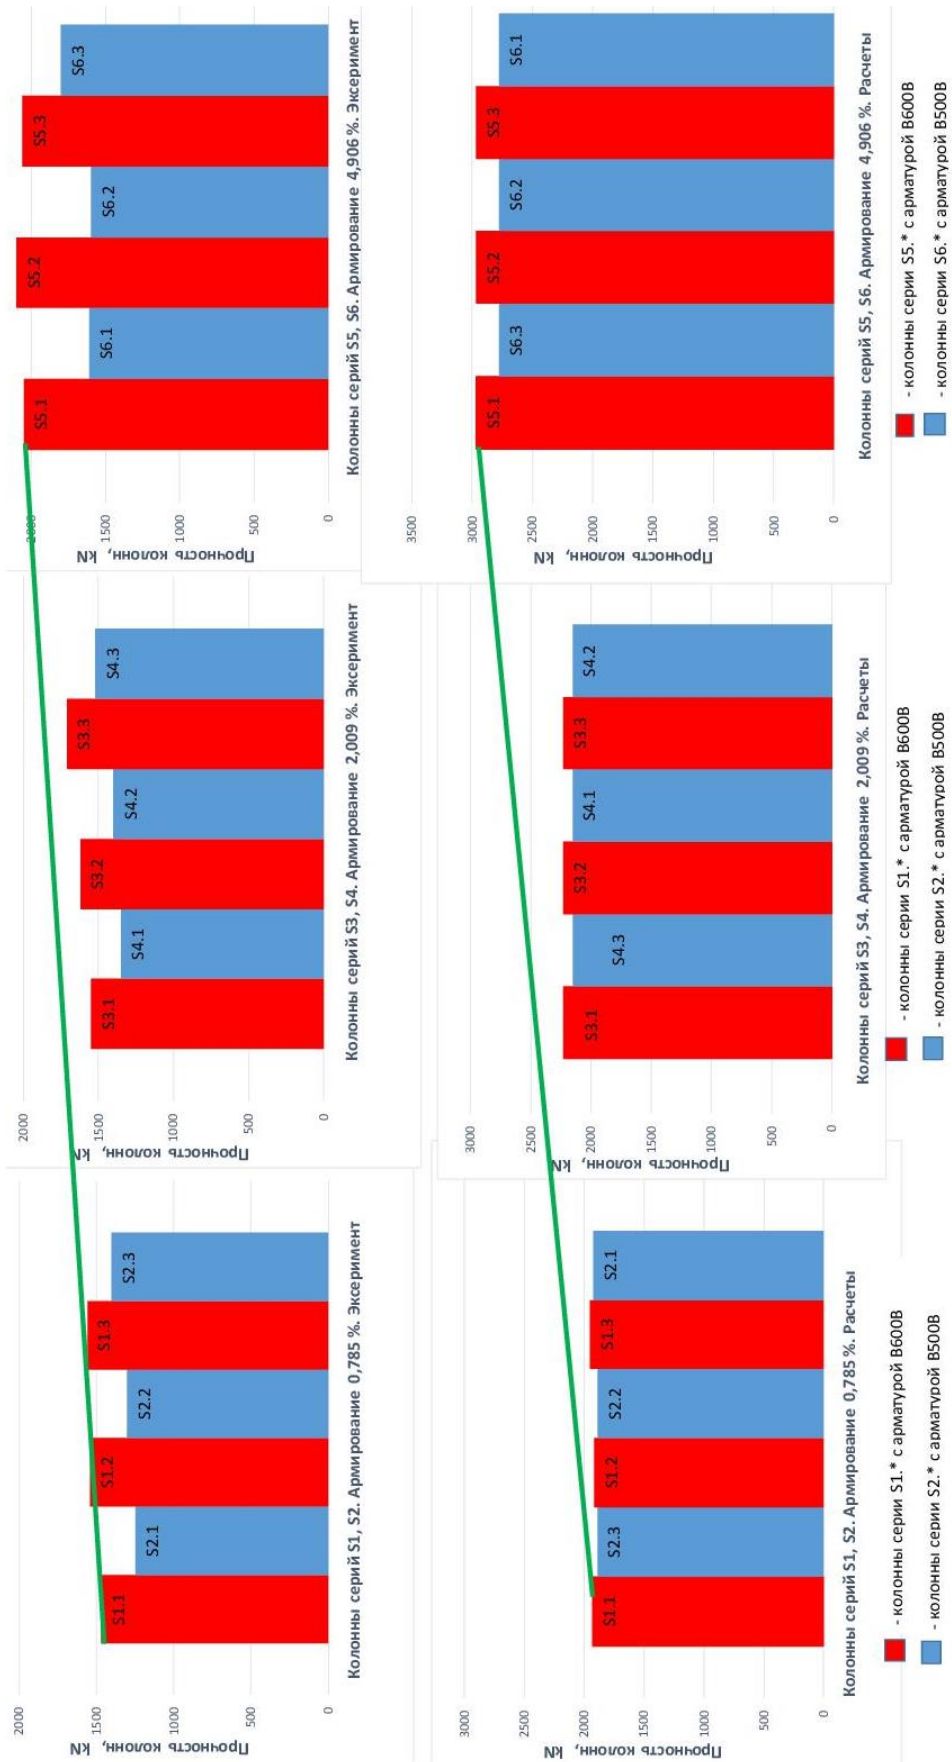 Прочность колонн, kN
2000
1500
1000
500
0
S1.1
S2.1
S1.2
S2.2
S1.3
S2.3
Колонны серий S1, S2. Армирование 0,785 %. Эксеримент
Прочность колонн, kN
2000
1500
1000
500
0
S3.1
S4.1
S3.2
S4.2
S3.3
S4.3
Колонны серий S3, S4. Армирование 2,009 %. Эксеримент
Прочность колонн, kN
2000
1500
1000
500
0
S5.1
S6.1
S5.2
S6.2
S5.3
S6.3
Колонны серий S5, S6. Армирование 4,906 %. Эксеримент
Прочность колонн, kN
3000
2500
2000
1500
1000
500
0
S1.1
S2.3
S1.2
S2.2
S1.3
S2.1
Колонны серий S1, S2. Армирование 0,785 %. Расчеты
- колонны серии S1.* с арматурой В600В
- колонны серии S2.* с арматурой В500В
Прочность колонн, kN
3000
2500
2000
1500
1000
500
0
S3.1
S4.3
S3.2
S4.1
S3.3
S4.2
Колонны серий S3, S4. Армирование 2,009 %. Расчеты
- колонны серии S1.* с арматурой В600В
- колонны серии S2.* с арматурой В500В
Прочность колонн, kN
3500
3000
2500
2000
1500
1000
500
0
S5.1
S6.3
S5.2
S6.2
S5.3
S6.1
Колонны серий S5, S6. Армирование 4,906 %. Расчеты
- колонны серии S5.* с арматурой В600В
- колонны серии S6.* с арматурой В500В